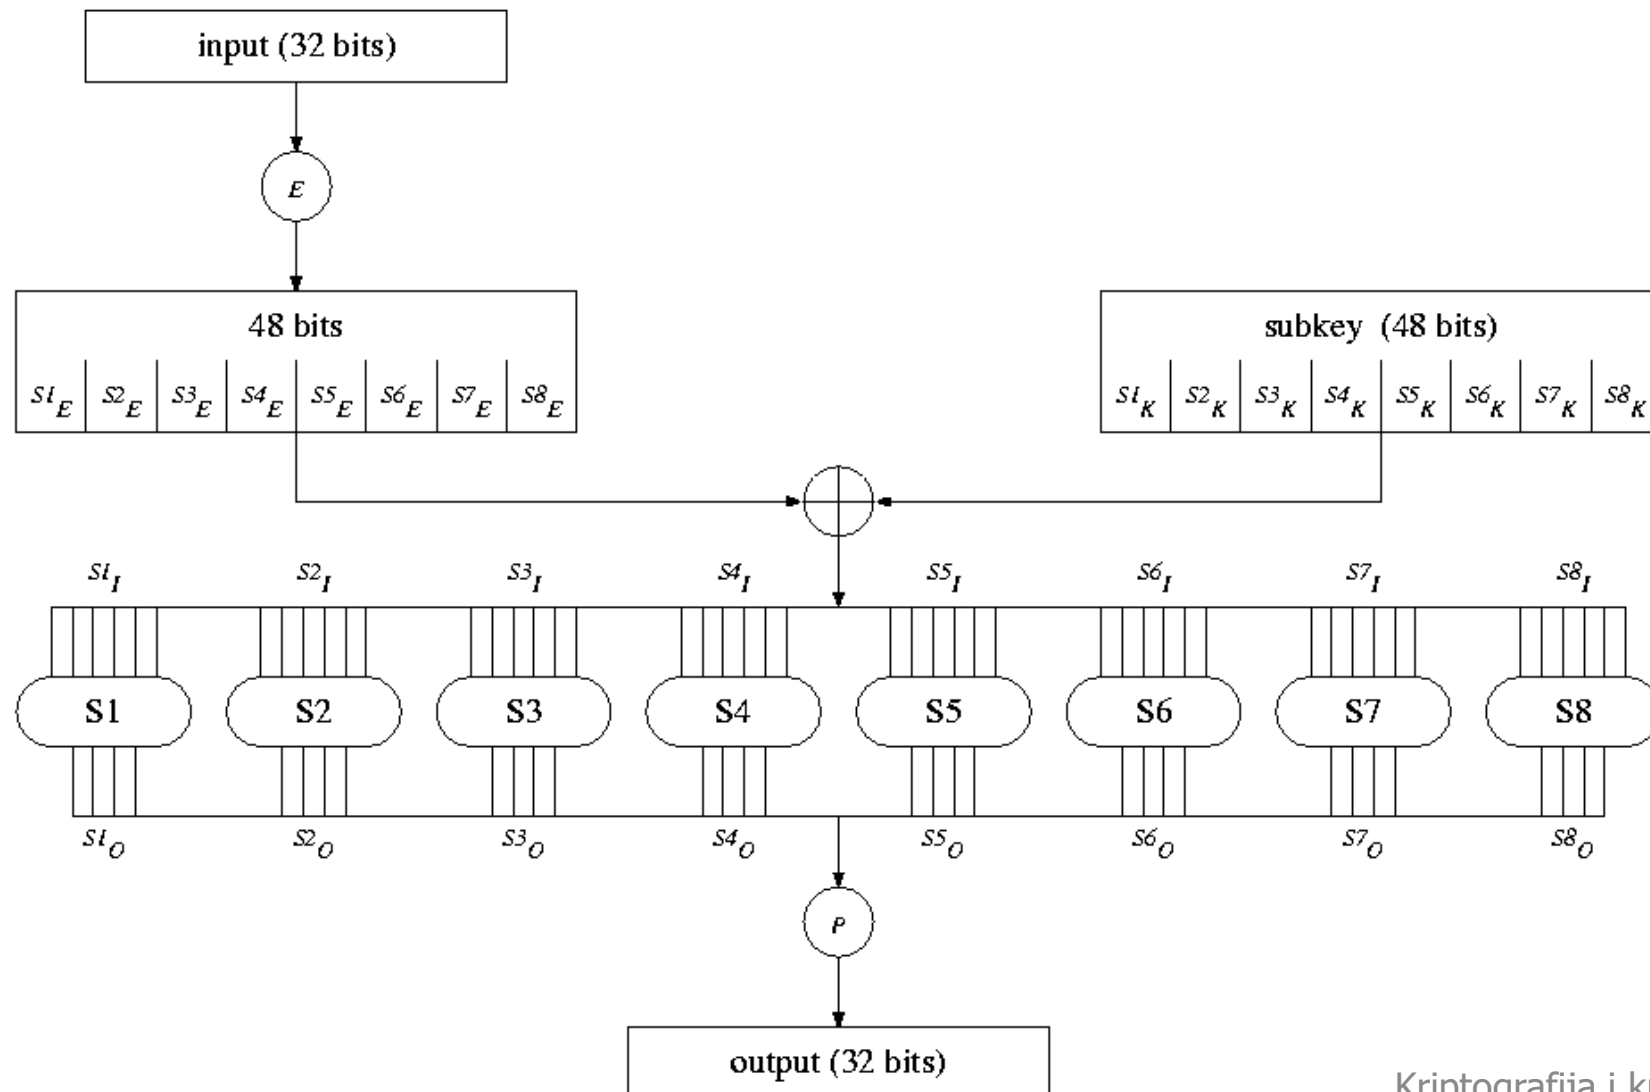 input (32 bits)
E
48 bits
subkey (48 bits)
S1E S2E S3E S4E S5E S6E S7E S8E
S1K S2K S3K S4K S5K S6K S7K S8K
S1I S2I S3I S4I S5I S6I S7I S8I
S1 S2 S3 S4 S5 S6 S7 S8
S1O S2O S3O S4O S5O S6O S7O S8O
P
output (32 bits)
Kriptografija i